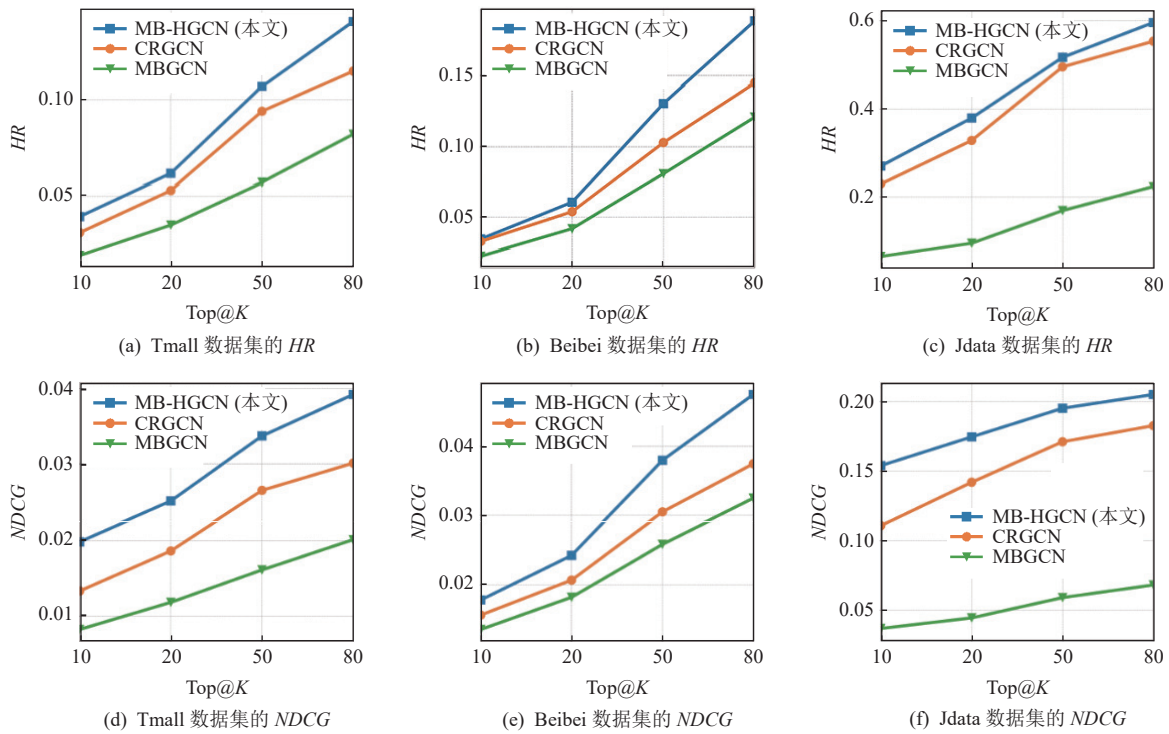 MB-HGCN (本文)
CRGCN
MBGCN
0.10
0.05
HR
10 20 50 80
Top@K
(a) Tmall 数据集的 HR
MB-HGCN (本文)
CRGCN
MBGCN
0.15
0.10
0.05
HR
10 20 50 80
Top@K
(b) Beibei 数据集的 HR
MB-HGCN (本文)
CRGCN
MBGCN
0.6
0.4
0.2
HR
10 20 50 80
Top@K
(c) Jdata 数据集的 HR
MB-HGCN (本文)
CRGCN
MBGCN
0.04
0.03
0.02
0.01
NDCG
10 20 50 80
Top@K
(d) Tmall 数据集的 NDCG
MB-HGCN (本文)
CRGCN
MBGCN
0.04
0.03
0.02
NDCG
10 20 50 80
Top@K
(e) Beibei 数据集的 NDCG
0.20
0.15
0.10
0.05
NDCG
MB-HGCN (本文)
CRGCN
MBGCN
10 20 50 80
Top@K
(f) Jdata 数据集的 NDCG